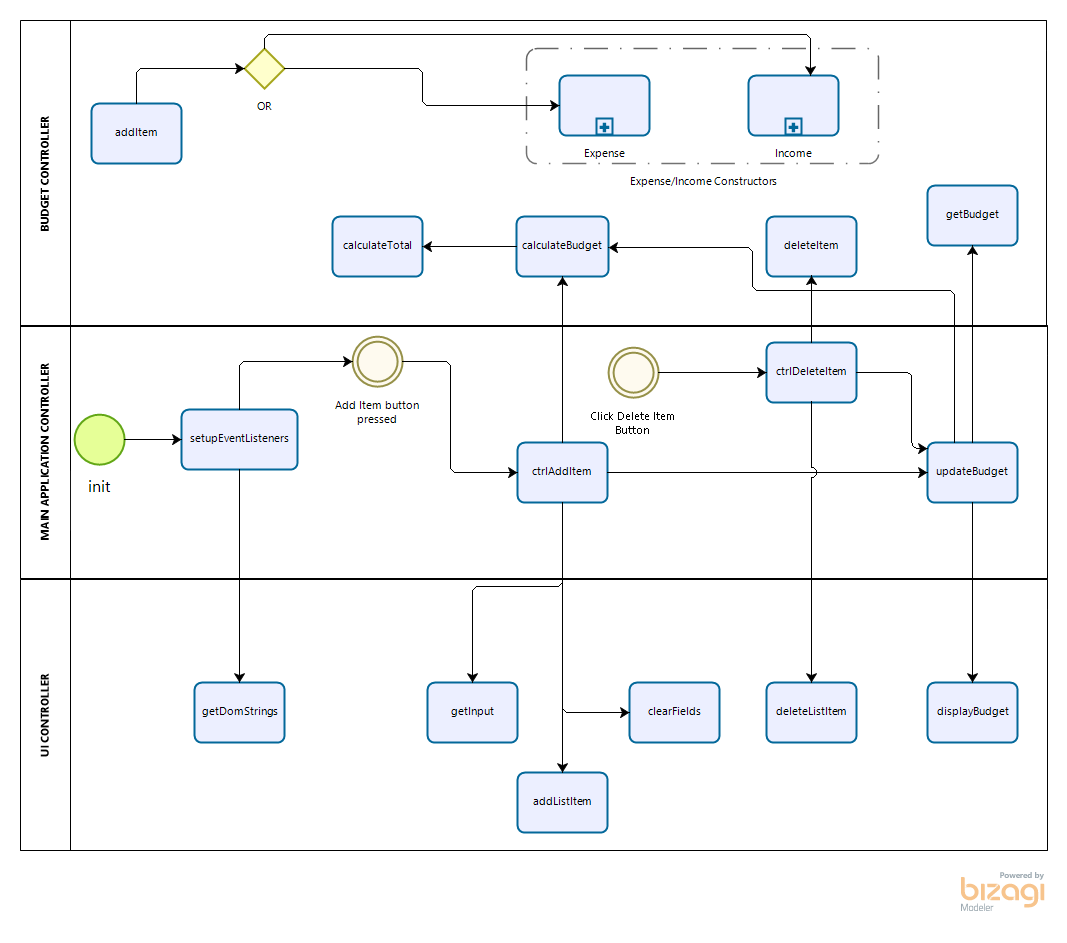 BUDGET CONTROLLER
addItem
OR
Expense
Income
Expense/Income Constructors
calculateTotal
calculateBudget
deleteItem
getBudget
MAIN APPLICATION CONTROLLER
init
setupEventListeners
Add Item button
pressed
Click Delete Item
Button
ctrlAddItem
ctrlDeleteItem
updateBudget
UI CONTROLLER
getDomStrings
getInput
clearFields
deleteListItem
displayBudget
addListItem
Powered by
bizagi
Modeler